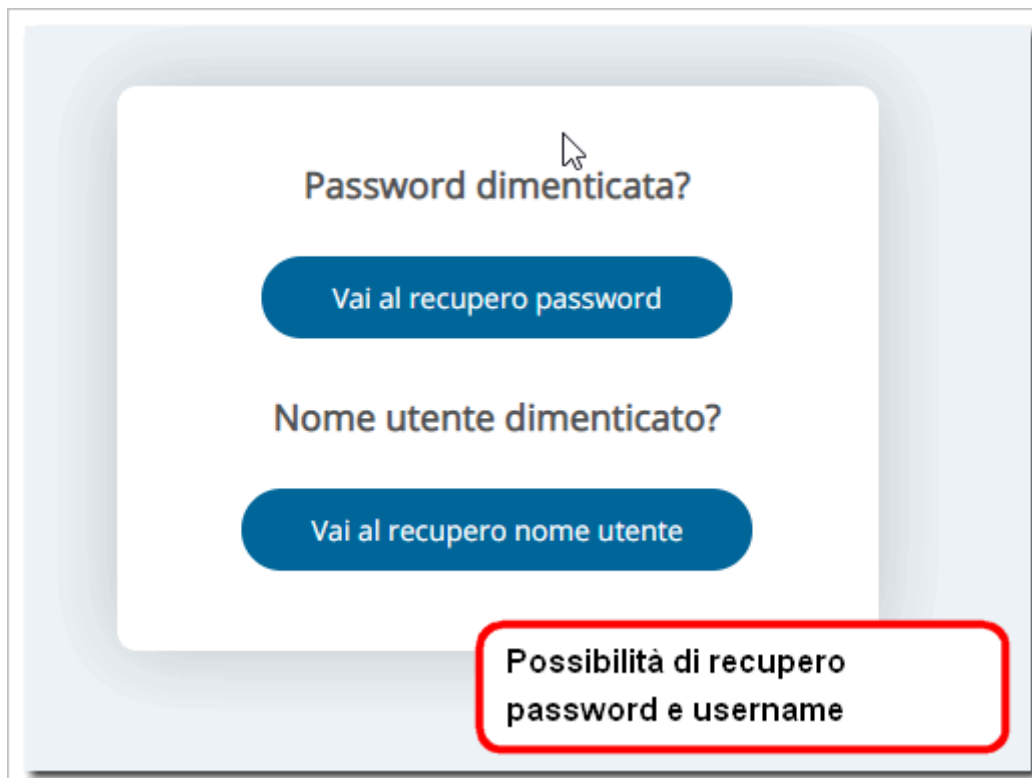 Password dimenticata?
Vai al recupero password
Nome utente dimenticato?
Vai al recupero nome utente
Possibilità di recupero
password e username